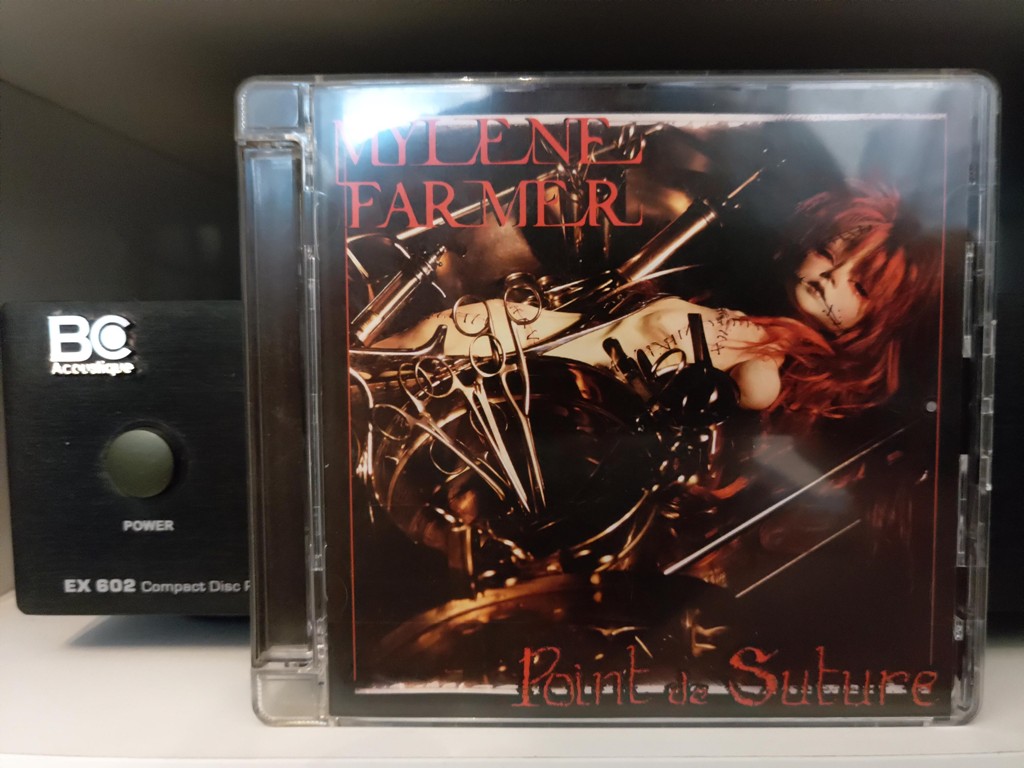 MYLENE
FARMER
BC
Acoustique
POWER
EX 602 Compact Disc
Point de Suture